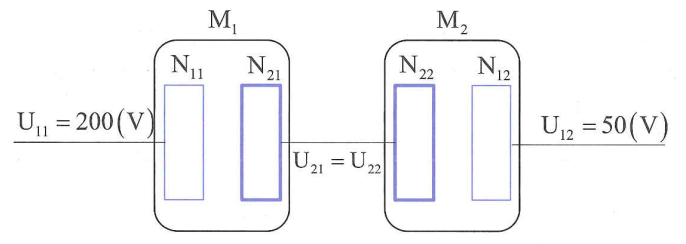 M₁ M₂
N₁₁ N₂₁ N₂₂ N₁₂
U₁₁ = 200(V) U₂₁ = U₂₂ U₁₂ = 50(V)